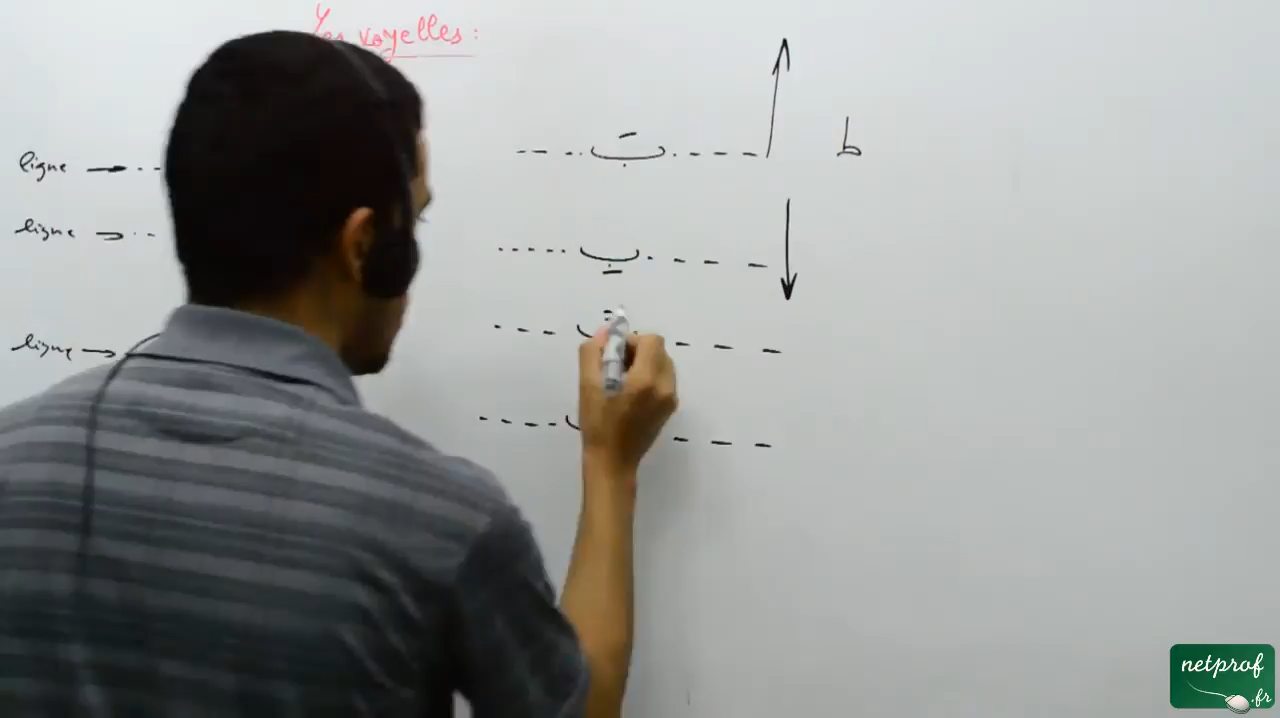 Les voyelles :
ligne
بَ
b
ligne
بِ
ligne
netprof
.fr